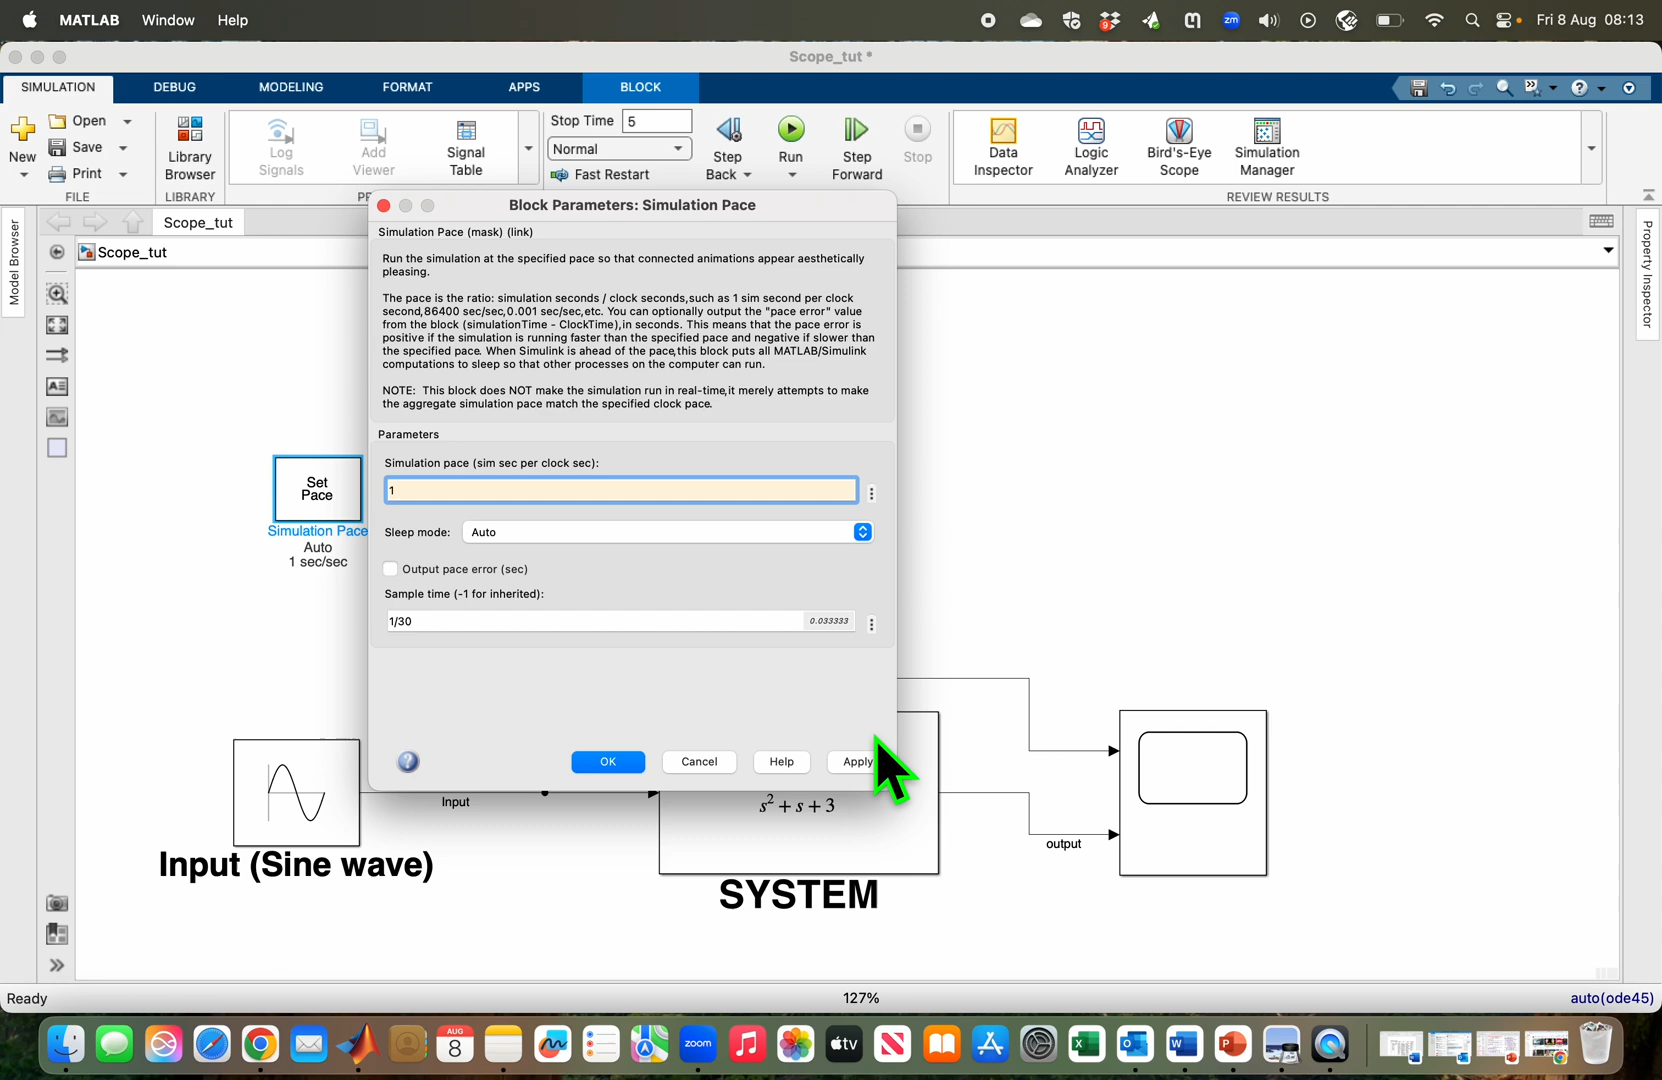 MATLAB Window Help
9
zm
Fri 8 Aug 08:13
Scope_tut *
SIMULATION DEBUG MODELING FORMAT APPS BLOCK
New
Open
Save
Print
FILE
Library
Browser
LIBRARY
Log
Signals
Add
Viewer
Signal
Table
Stop Time 5
Normal
Fast Restart
Step
Back
Run
Step
Forward
Stop
Data
Inspector
Logic
Analyzer
Bird's-Eye
Scope
Simulation
Manager
REVIEW RESULTS
Model Browser
Scope_tut
Scope_tut
Property Inspector
Block Parameters: Simulation Pace
Simulation Pace (mask) (link)
Run the simulation at the specified pace so that connected animations appear aesthetically
pleasing.
The pace is the ratio: simulation seconds / clock seconds,such as 1 sim second per clock
second,86400 sec/sec,0.001 sec/sec,etc. You can optionally output the "pace error" value
from the block (simulationTime - ClockTime),in seconds. This means that the pace error is
positive if the simulation is running faster than the specified pace and negative if slower than
the specified pace. When Simulink is ahead of the pace,this block puts all MATLAB/Simulink
computations to sleep so that other processes on the computer can run.
NOTE: This block does NOT make the simulation run in real-time,it merely attempts to make
the aggregate simulation pace match the specified clock pace.
Parameters
Simulation pace (sim sec per clock sec):
1
Sleep mode: Auto
Output pace error (sec)
Sample time (-1 for inherited):
1/30 0.033333
OK Cancel Help Apply
Set
Pace
Simulation Pace
Auto
1 sec/sec
Input
s²+s+3
output
Input (Sine wave)
SYSTEM
Ready 127% auto(ode45)
AUG
8
zoom
tv